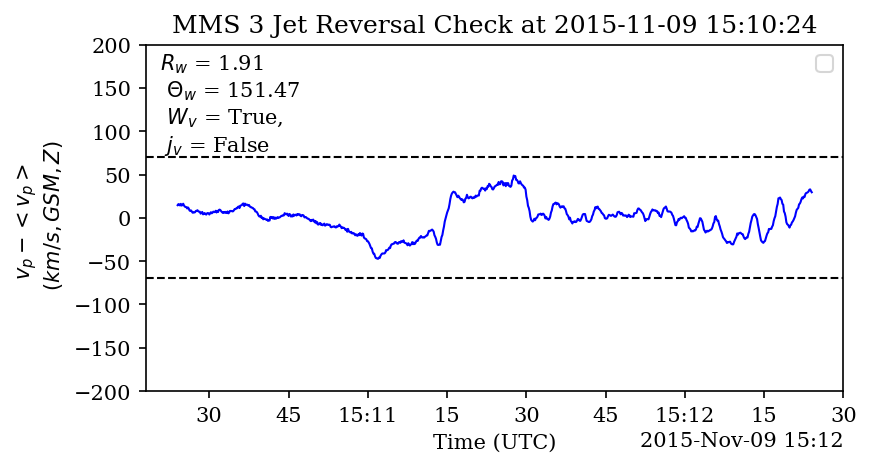 MMS 3 Jet Reversal Check at 2015-11-09 15:10:24
R_w = 1.91
Θ_w = 151.47
W_v = True,
j_v = False
v_p − < v_p >
(km/s, GSM, Z)
200
150
100
50
0
−50
−100
−150
−200
30 45 15:11 15 30 45 15:12 15 30
Time (UTC)
2015-Nov-09 15:12